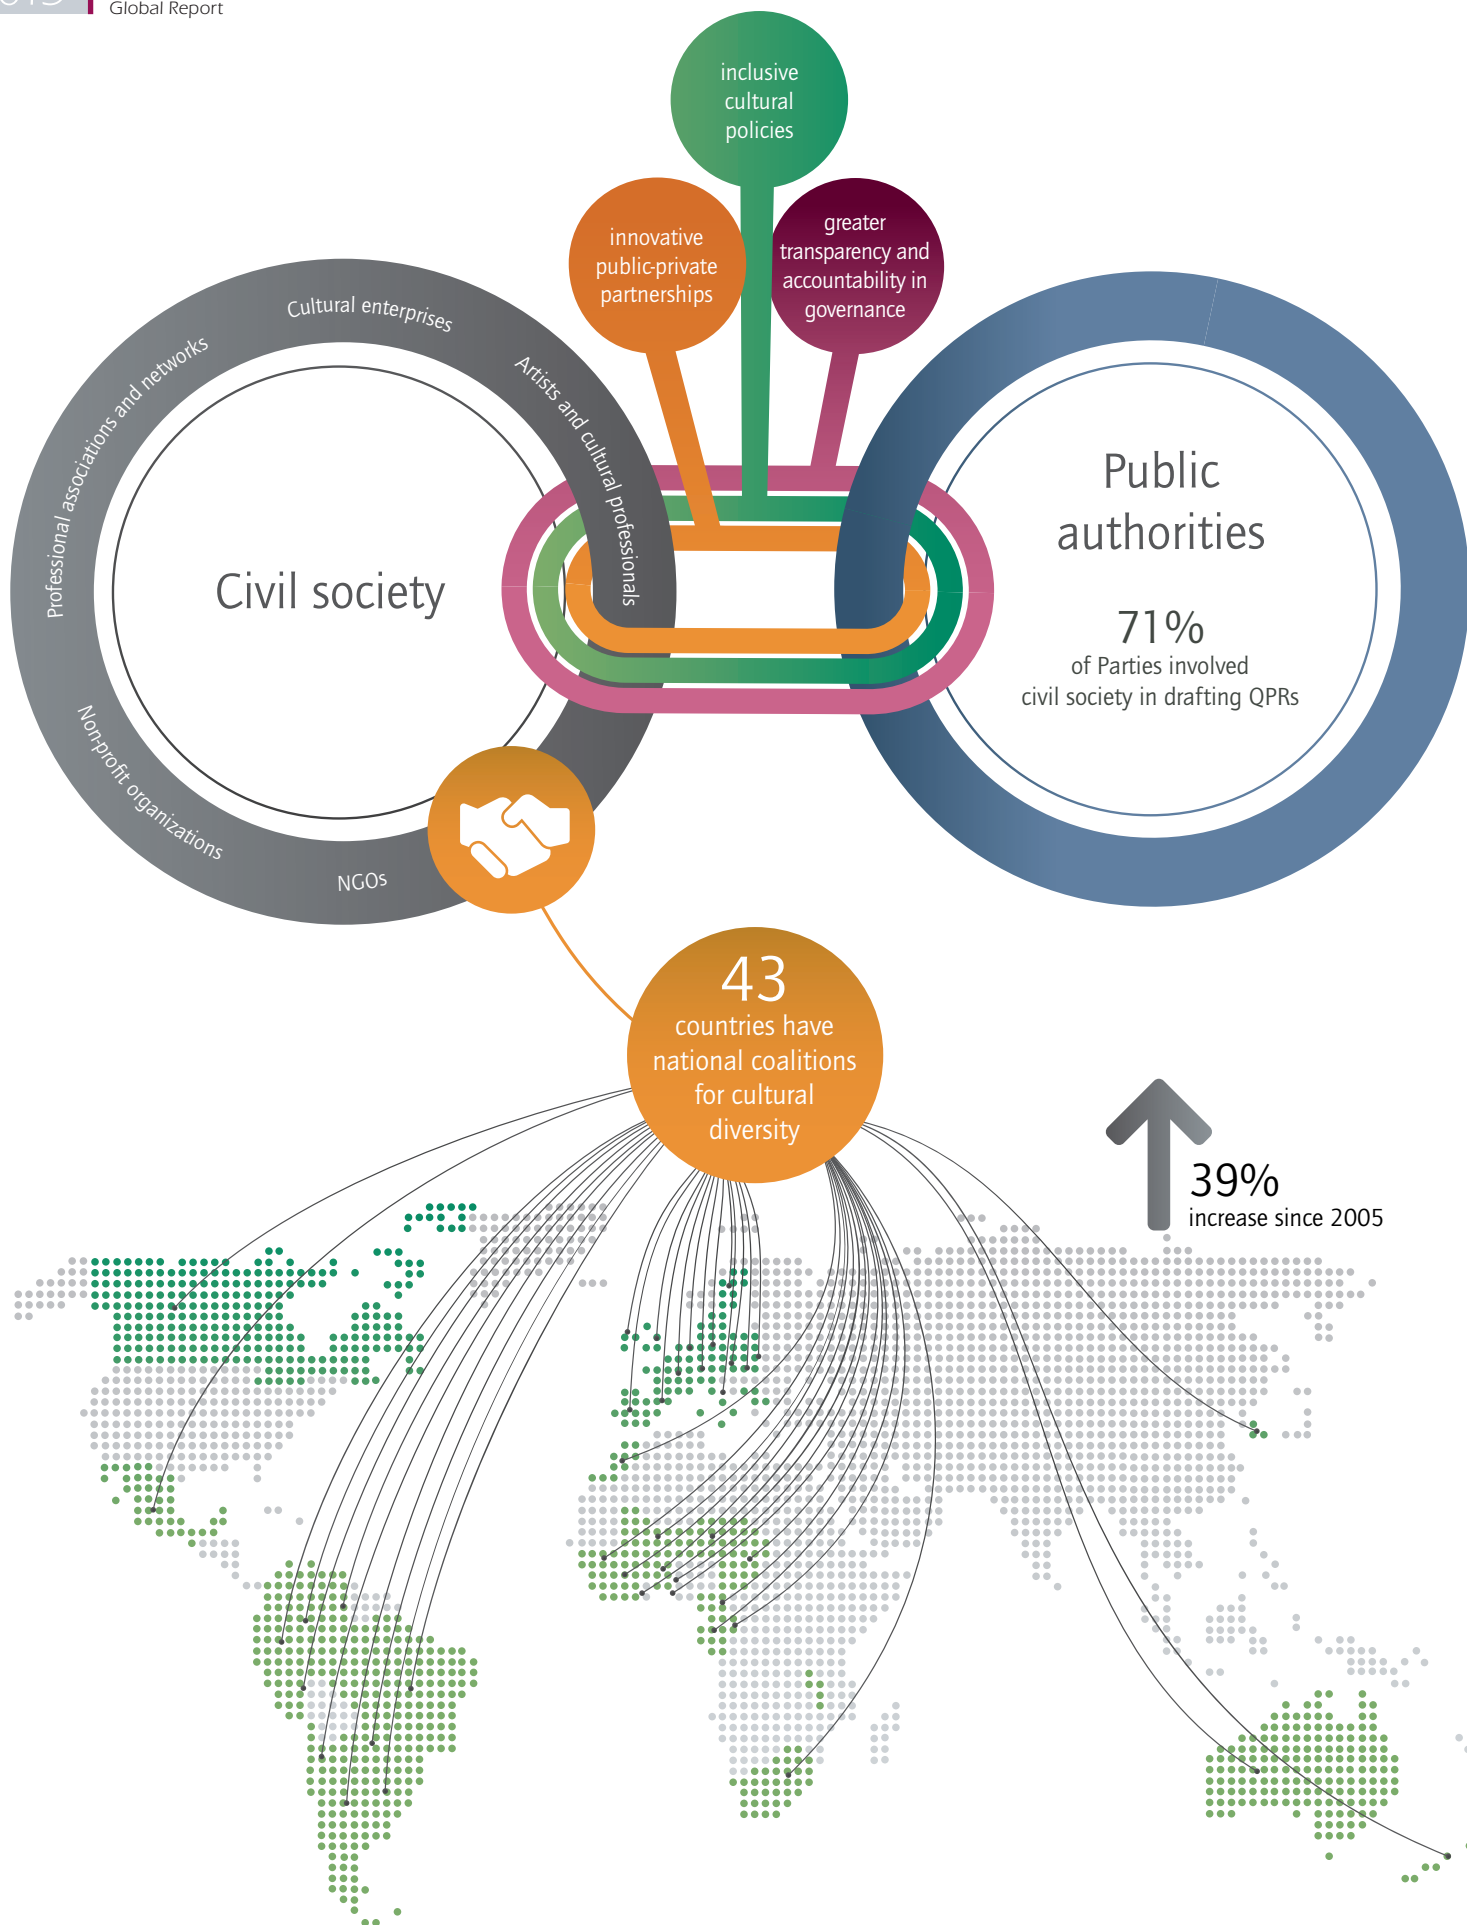 Global Report
inclusive
cultural
policies
innovative
public-private
partnerships
greater
transparency and
accountability in
governance
Cultural enterprises
Professional associations and networks
Artists and cultural professionals
Non-profit organizations
NGOs
Civil society
Public
authorities
71%
of Parties involved
civil society in drafting QPRs
43
countries have
national coalitions
for cultural
diversity
39%
increase since 2005